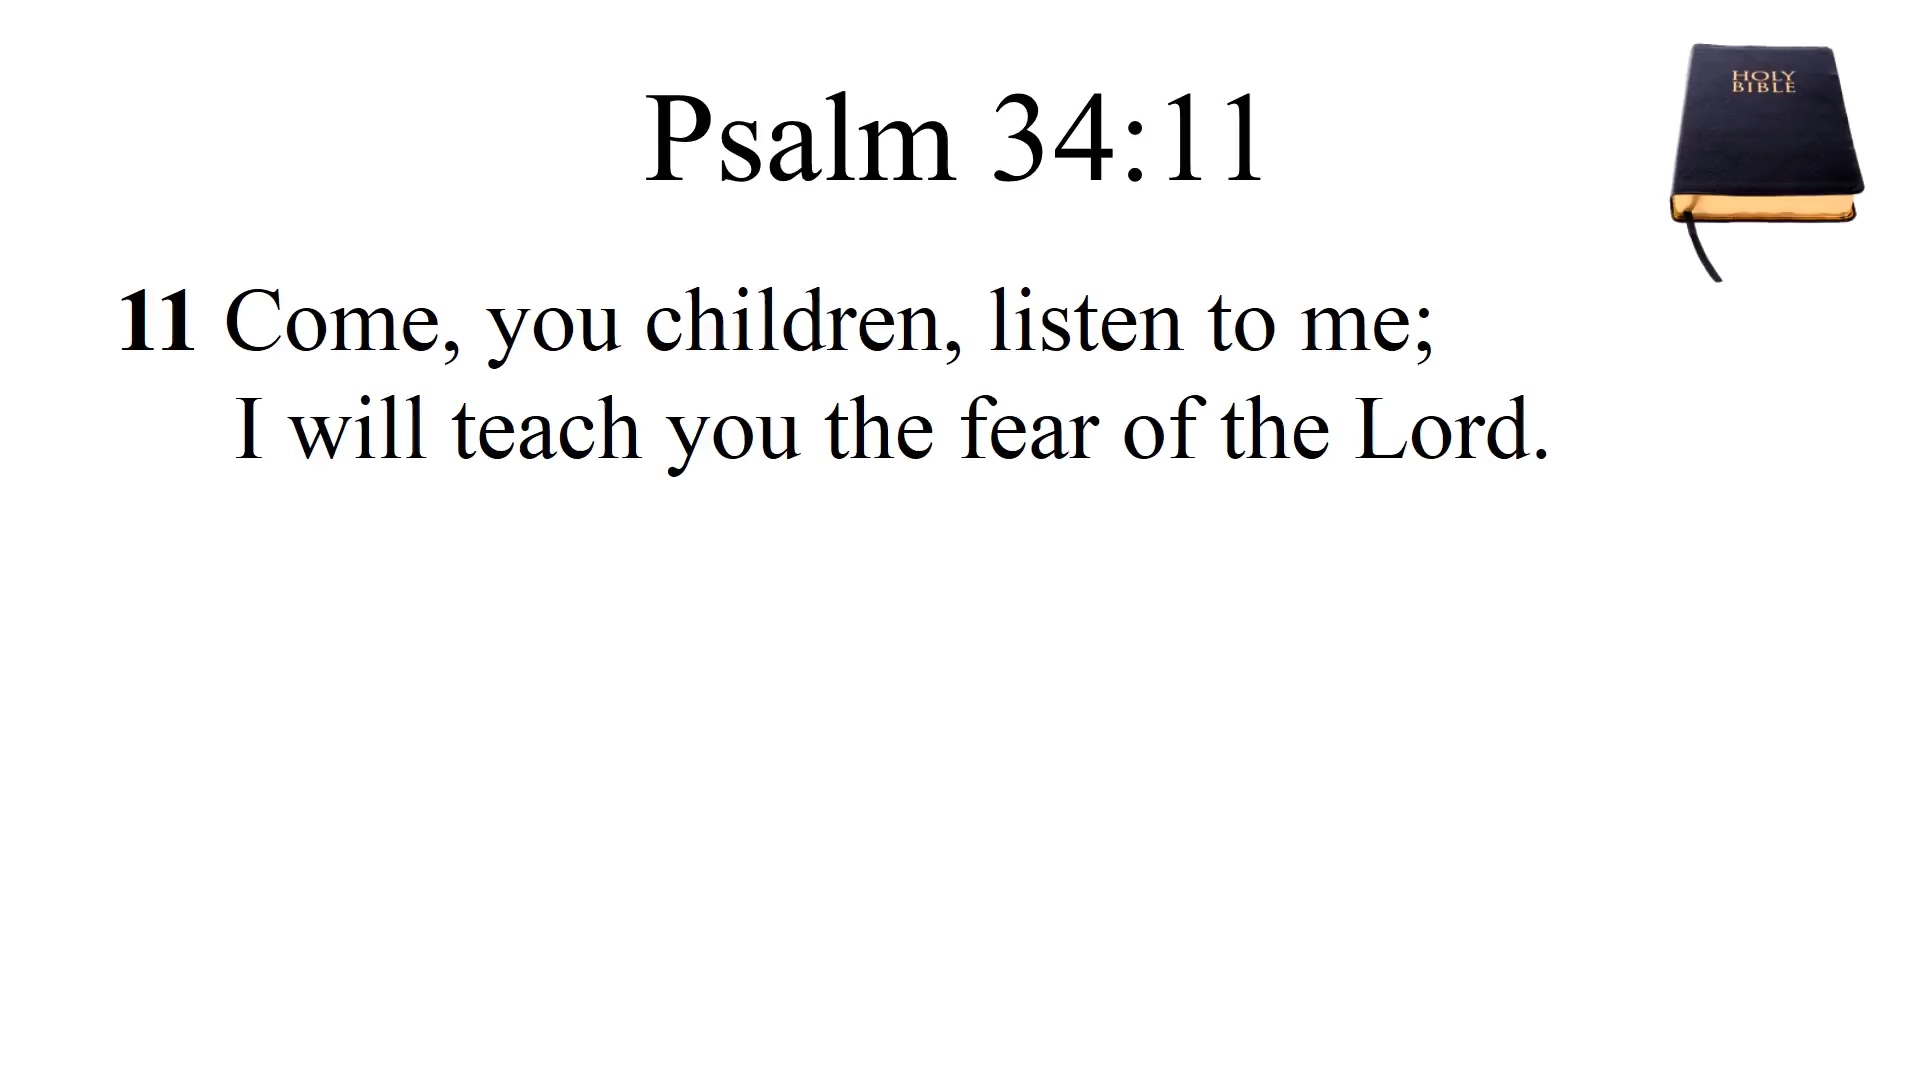 Psalm 34:11
HOLY
BIBLE
11 Come, you children, listen to me;
I will teach you the fear of the Lord.